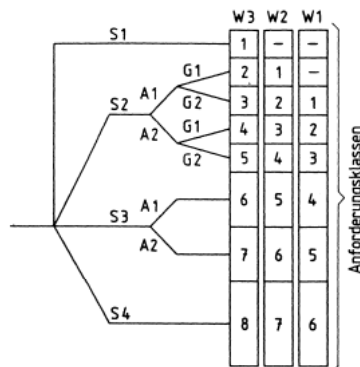 W3 W2 W1
S1 1 – –
G1 2 1 –
A1
S2 G2 3 2 1
A2 G1 4 3 2
G2 5 4 3
A1 6 5 4
S3
A2 7 6 5
S4 8 7 6
Anforderungsklassen